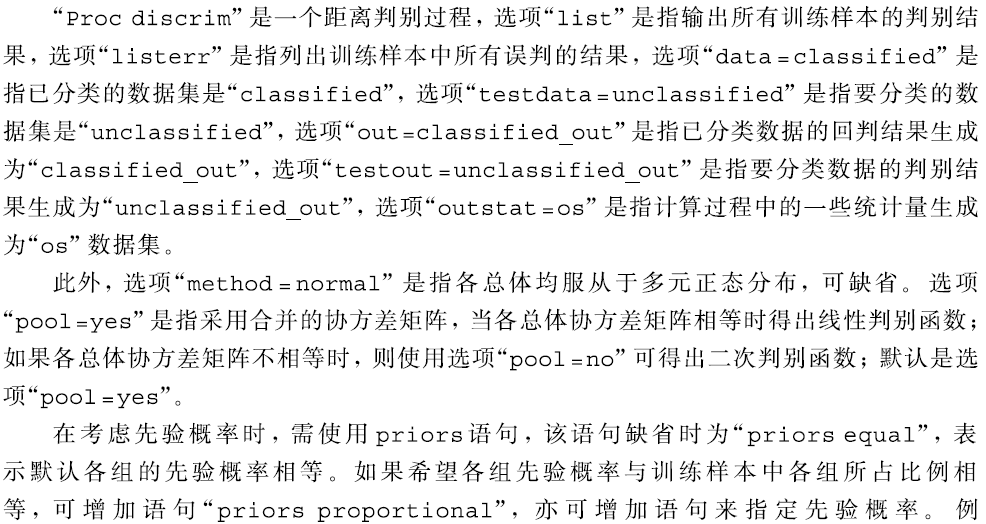 “Proc discrim”是一个距离判别过程，选项“list”是指输出所有训练样本的判别结
果，选项“listerr”是指列出训练样本中所有误判的结果，选项“data=classified”是
指已分类的数据集是“classified”，选项“testdata=unclassified”是指要分类的数
据集是“unclassified”，选项“out=classified_out”是指已分类数据的回判结果生成
为“classified_out”，选项“testout=unclassified_out”是指要分类数据的判别结
果生成为“unclassified_out”，选项“outstat=os”是指计算过程中的一些统计量生成
为“os”数据集。
此外，选项“method=normal”是指各总体均服从于多元正态分布，可缺省。选项
“pool=yes”是指采用合并的协方差矩阵，当各总体协方差矩阵相等时得出线性判别函数；
如果各总体协方差矩阵不相等时，则使用选项“pool=no”可得出二次判别函数；默认是选
项“pool=yes”。
在考虑先验概率时，需使用priors语句，该语句缺省时为“priors equal”，表
示默认各组的先验概率相等。如果希望各组先验概率与训练样本中各组所占比例相
等，可增加语句“priors proportional”，亦可增加语句来指定先验概率。例